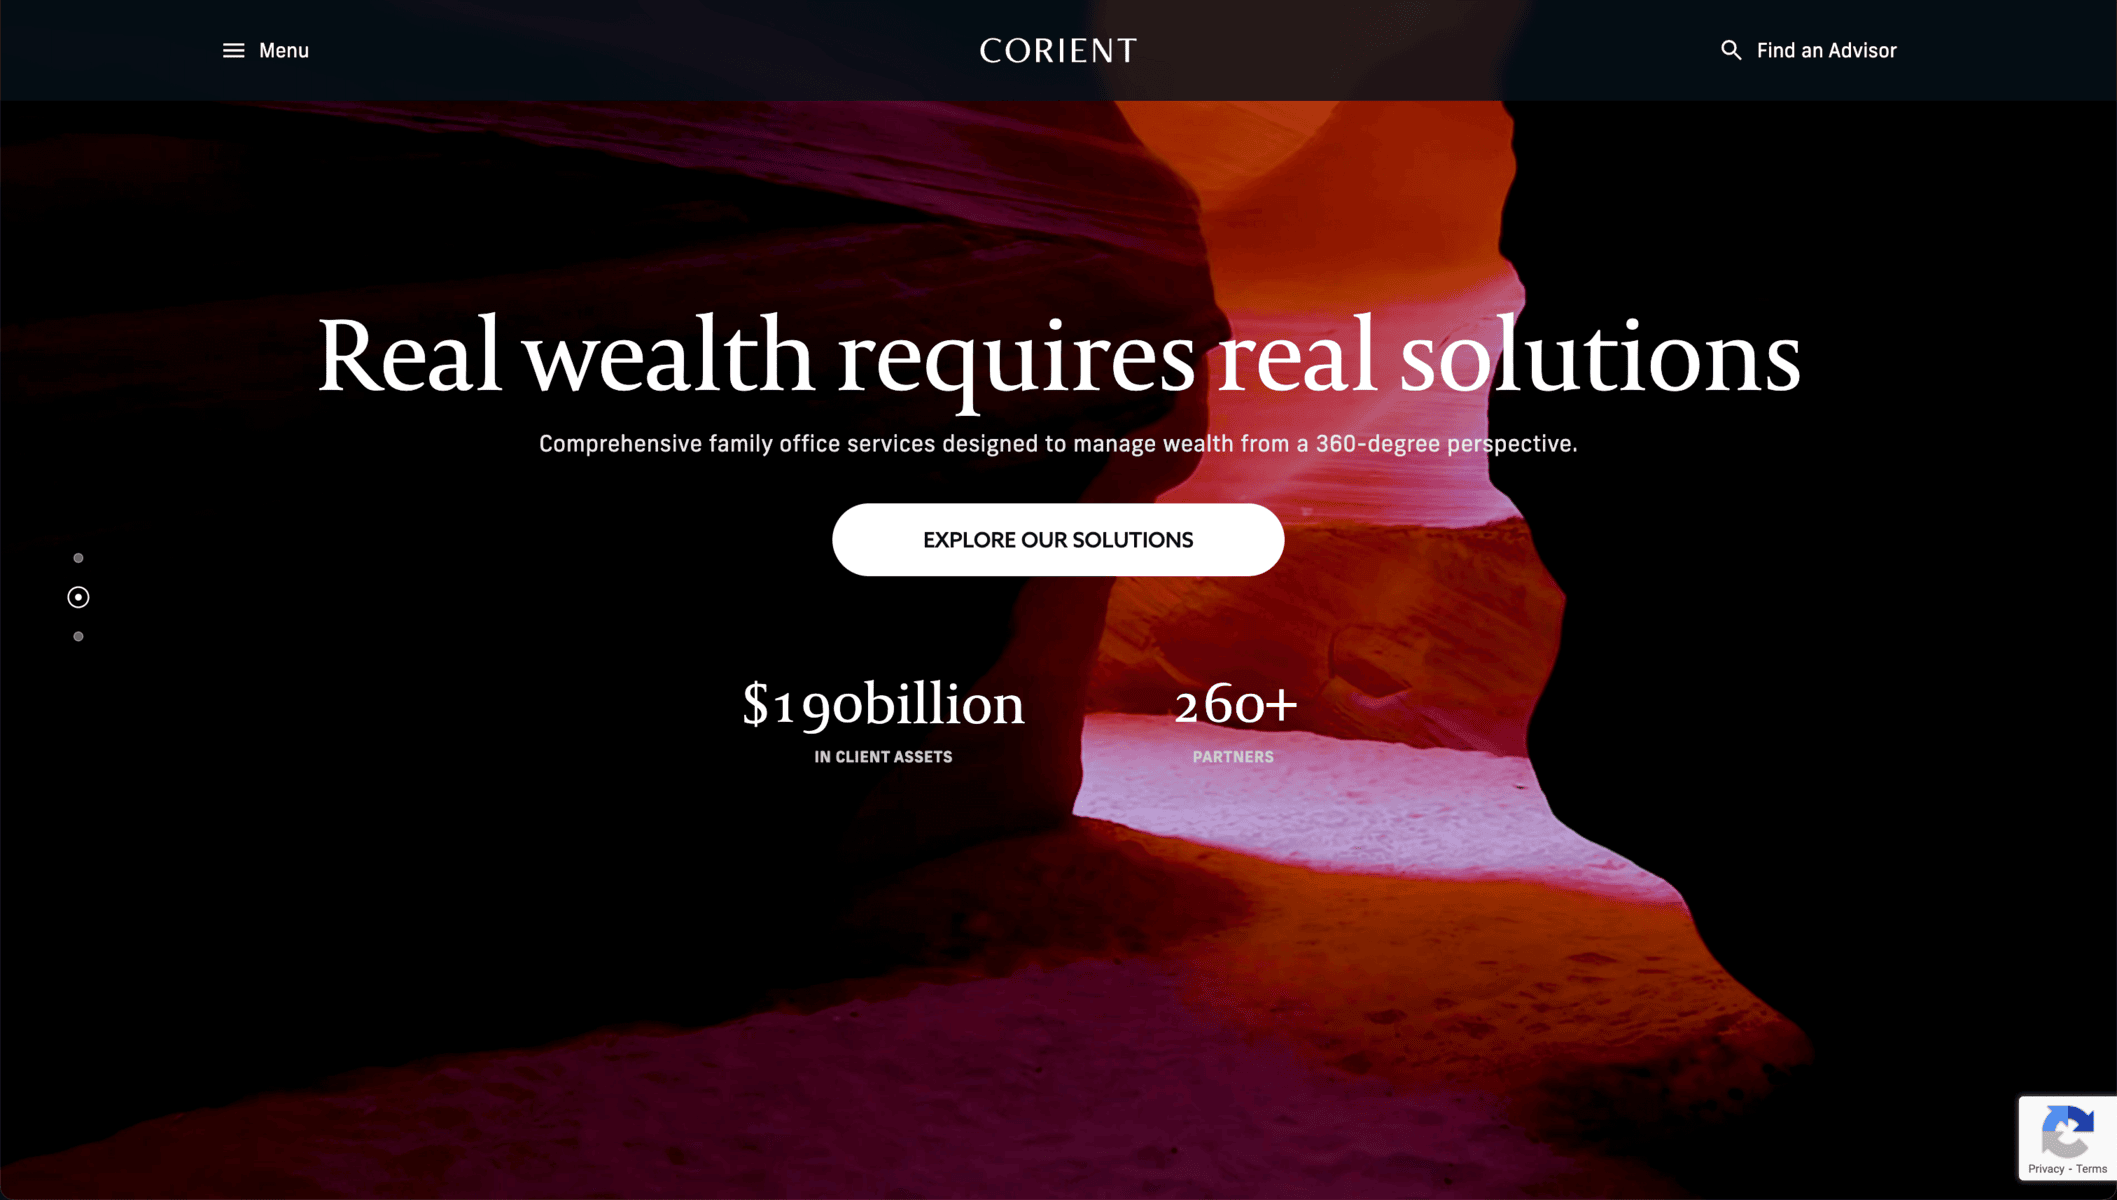 Menu
CORIENT
Find an Advisor
Real wealth requires real solutions
Comprehensive family office services designed to manage wealth from a 360-degree perspective.
EXPLORE OUR SOLUTIONS
$190billion
IN CLIENT ASSETS
260+
PARTNERS
Privacy - Terms